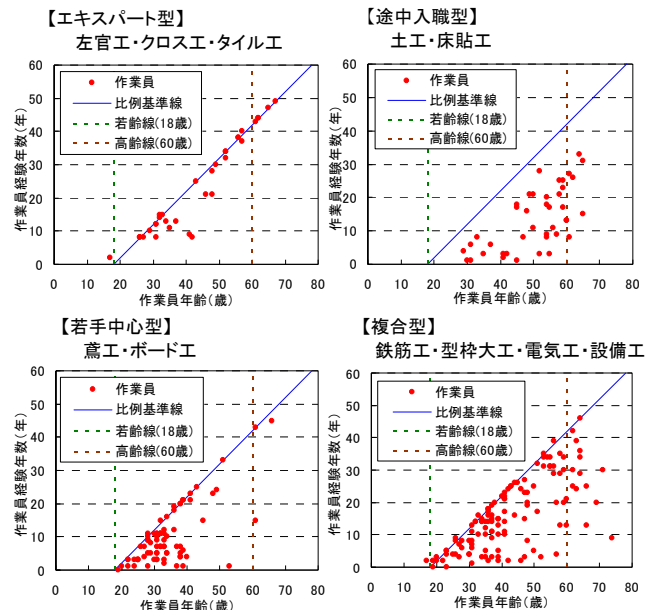 【エキスパート型】
左官工・クロス工・タイル工
作業員
比例基準線
若齢線(18歳)
高齢線(60歳)
作業員経験年数(年)
60
50
40
30
20
10
0
0 10 20 30 40 50 60 70 80
作業員年齢(歳)
【途中入職型】
土工・床貼工
作業員
比例基準線
若齢線(18歳)
高齢線(60歳)
作業員経験年数(年)
60
50
40
30
20
10
0
0 10 20 30 40 50 60 70 80
作業員年齢(歳)
【若手中心型】
鳶工・ボード工
作業員
比例基準線
若齢線(18歳)
高齢線(60歳)
作業員経験年数(年)
60
50
40
30
20
10
0
0 10 20 30 40 50 60 70 80
作業員年齢(歳)
【複合型】
鉄筋工・型枠大工・電気工・設備工
作業員
比例基準線
若齢線(18歳)
高齢線(60歳)
作業員経験年数(年)
60
50
40
30
20
10
0
0 10 20 30 40 50 60 70 80
作業員年齢(歳)